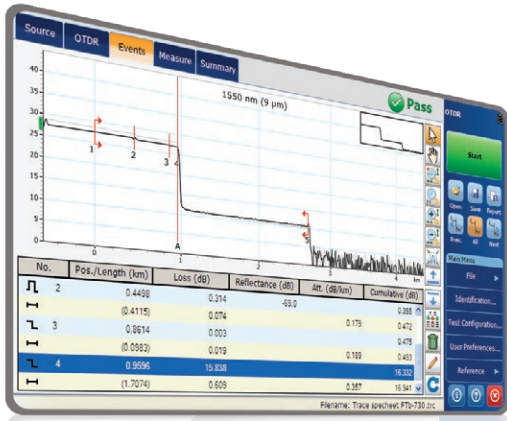 Source OTDR Events Measure Summary
1550 nm (9 µm)
Pass
OTDR
40
35
30
25
20
15
10
5
0
1 2 3 4 5
A
0 1 2 3 4 km
Start
Open Save Report
Prev. All Next
Main Menu
File
Identification...
Test Configuration...
User Preferences...
Reference
No. Pos./Length (km) Loss (dB) Reflectance (dB) Att. (dB/km) Cumulative (dB)
2 0.4498 0.314 -69.0 0.398
(0.4115) 0.074 0.179 0.472
3 0.8614 0.003 0.475
(0.0983) 0.019 0.189 0.493
4 0.9596 15.838 16.332
(1.7074) 0.609 0.357 16.941
Filename: Trace specheet FTb-730.trc